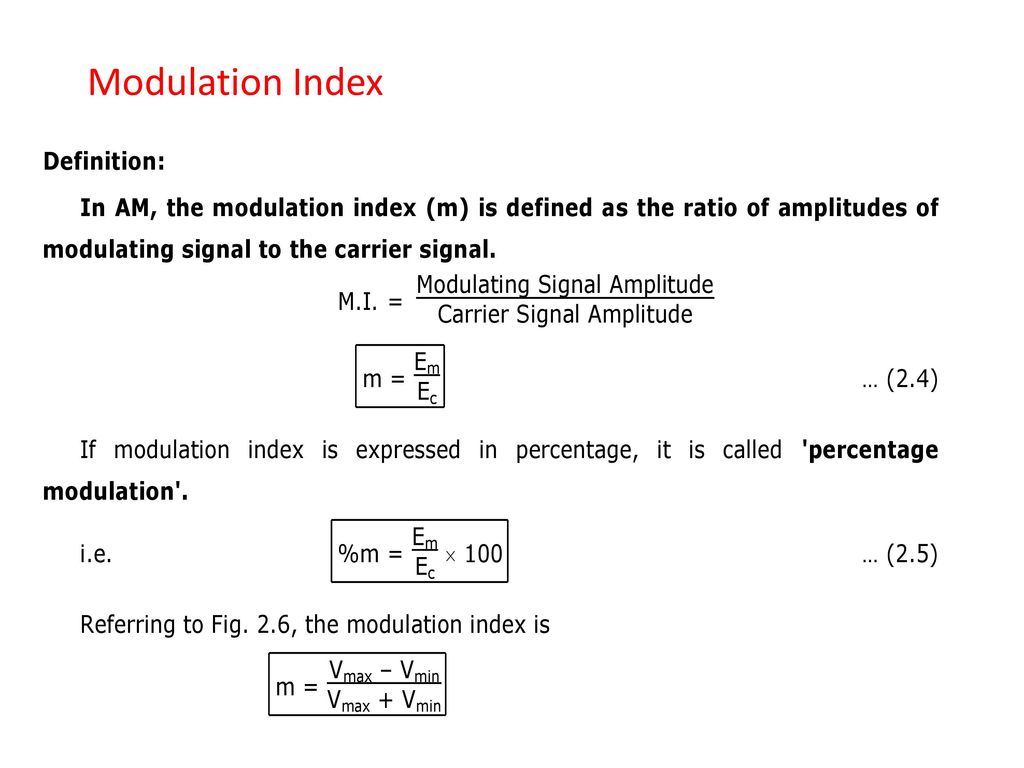 Modulation Index
Definition:
In AM, the modulation index (m) is defined as the ratio of amplitudes of
modulating signal to the carrier signal.
M.I. = Modulating Signal Amplitude / Carrier Signal Amplitude
m = Em / Ec … (2.4)
If modulation index is expressed in percentage, it is called 'percentage
modulation'.
i.e. %m = Em / Ec × 100 … (2.5)
Referring to Fig. 2.6, the modulation index is
m = Vmax – Vmin / Vmax + Vmin